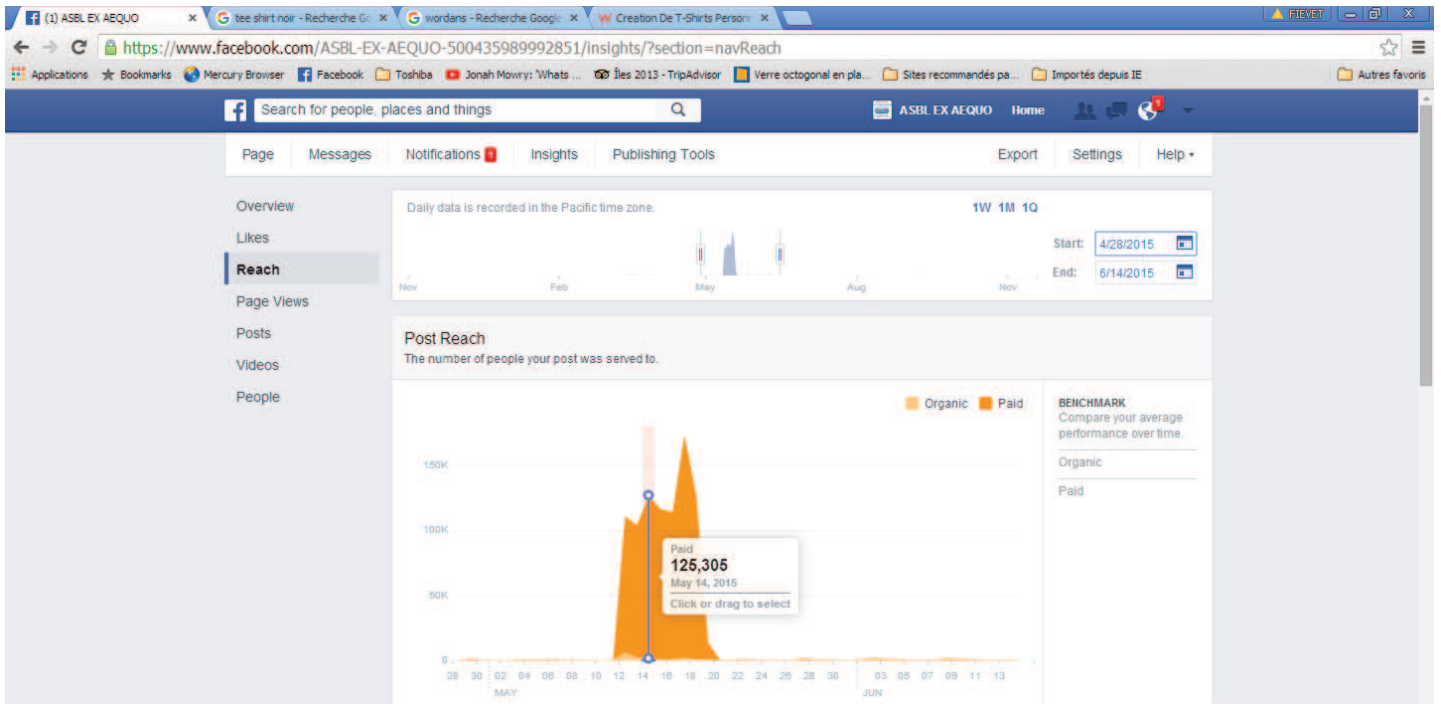 (1) ASBL EX AEQUO
tee shirt noir - Recherche Go
wordans - Recherche Google
Creation De T-Shirts Person
FIEVET
https://www.facebook.com/ASBL-EX-AEQUO-500435989992851/insights/?section=navReach
Applications Bookmarks Mercury Browser Facebook Toshiba Jonah Mowry: 'Whats ... Îles 2013 - TripAdvisor Verre octogonal en pla... Sites recommandés pa... Importés depuis IE Autres favoris
Search for people, places and things
ASBL EX AEQUO Home 1
Page Messages Notifications 1 Insights Publishing Tools Export Settings Help
Overview
Likes
Reach
Page Views
Posts
Videos
People
Daily data is recorded in the Pacific time zone.
1W 1M 1Q
Start: 4/28/2015
End: 6/14/2015
Nov Feb May Aug Nov
Post Reach
The number of people your post was served to.
Organic Paid
BENCHMARK
Compare your average
performance over time.
Organic
Paid
150K
100K
50K
0
Paid
125,305
May 14, 2015
Click or drag to select
28 30 02 04 06 08 10 12 14 16 18 20 22 24 26 28 30 03 05 07 09 11 13
MAY JUN